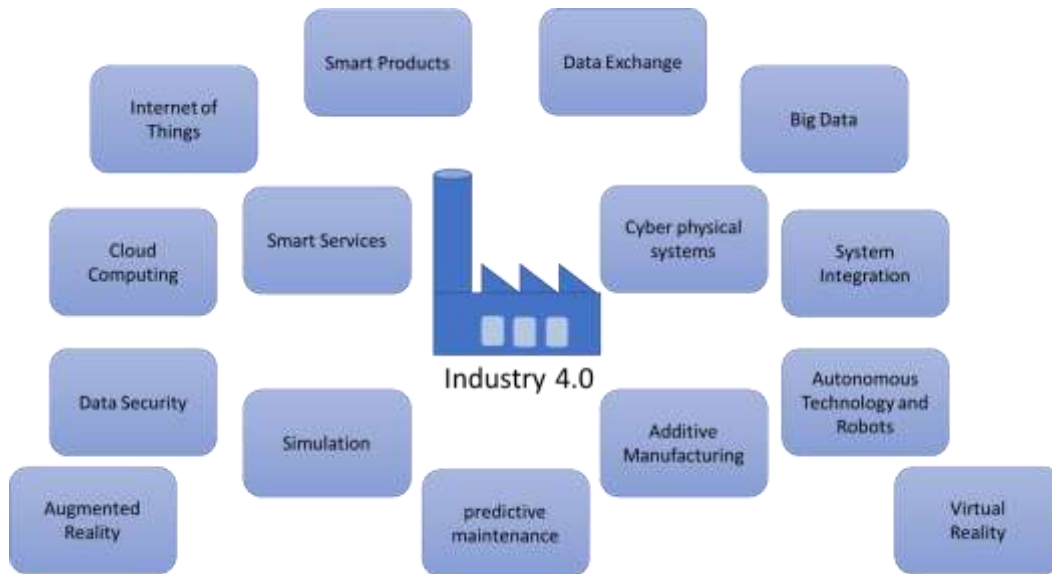 Smart Products
Data Exchange
Internet of
Things
Big Data
Smart Services
Cyber physical
systems
Cloud
Computing
System
Integration
Industry 4.0
Data Security
Autonomous
Technology and
Robots
Simulation
Additive
Manufacturing
Augmented
Reality
predictive
maintenance
Virtual
Reality